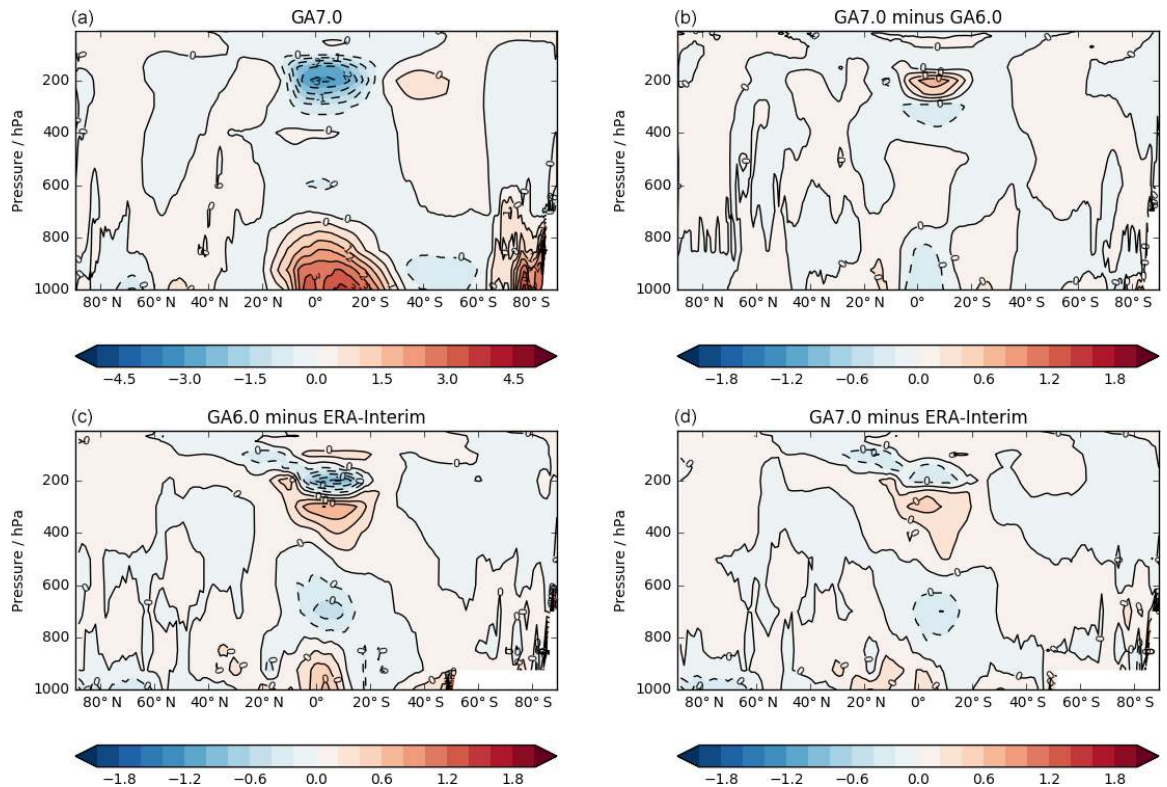 (a) GA7.0
(b) GA7.0 minus GA6.0
Pressure / hPa
200
400
600
800
1000
80° N 60° N 40° N 20° N 0° 20° S 40° S 60° S 80° S
80° N 60° N 40° N 20° N 0° 20° S 40° S 60° S 80° S
−4.5 −3.0 −1.5 0.0 1.5 3.0 4.5
−1.8 −1.2 −0.6 0.0 0.6 1.2 1.8
(c) GA6.0 minus ERA-Interim
(d) GA7.0 minus ERA-Interim
Pressure / hPa
200
400
600
800
1000
Pressure / hPa
200
400
600
800
1000
Pressure / hPa
200
400
600
800
1000
80° N 60° N 40° N 20° N 0° 20° S 40° S 60° S 80° S
80° N 60° N 40° N 20° N 0° 20° S 40° S 60° S 80° S
−1.8 −1.2 −0.6 0.0 0.6 1.2 1.8
−1.8 −1.2 −0.6 0.0 0.6 1.2 1.8